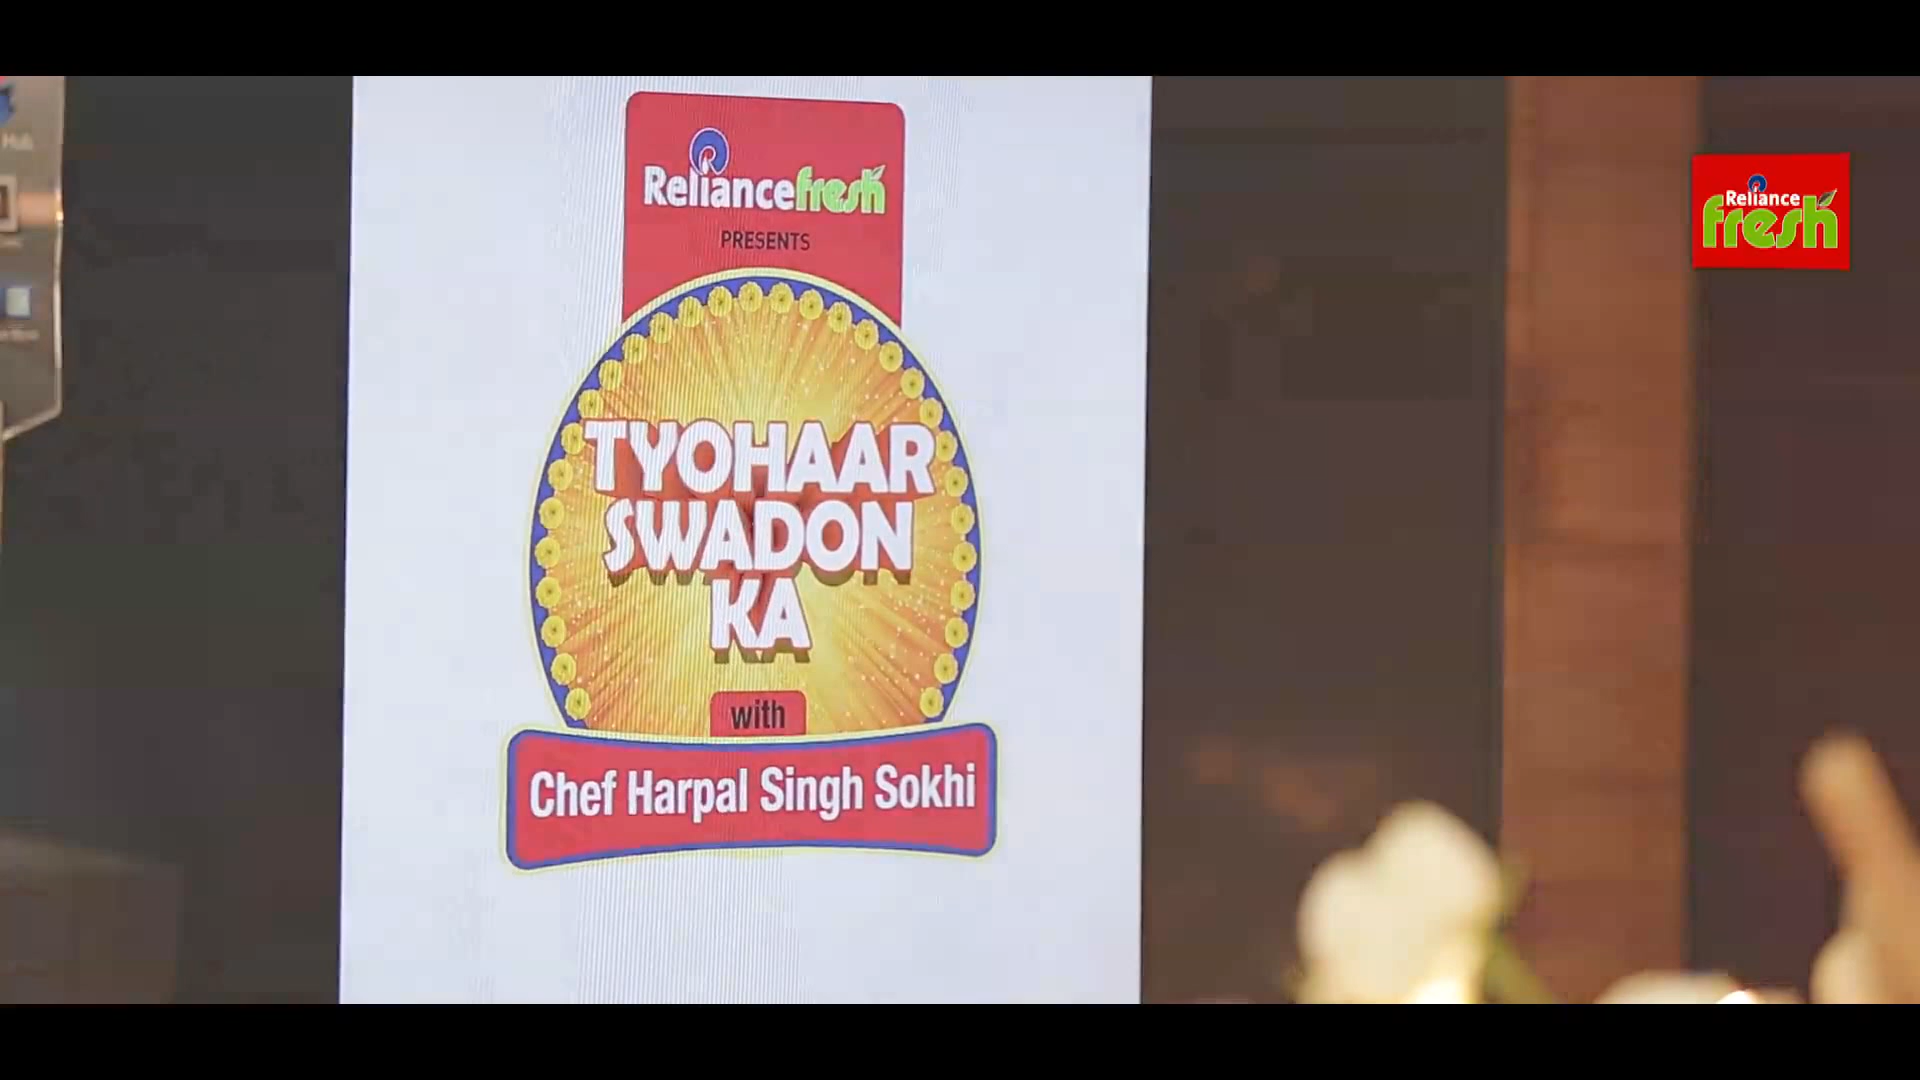 Reliancefresh
PRESENTS
TYOHAAR
SWADON
KA
with
Chef Harpal Singh Sokhi
Reliance
fresh